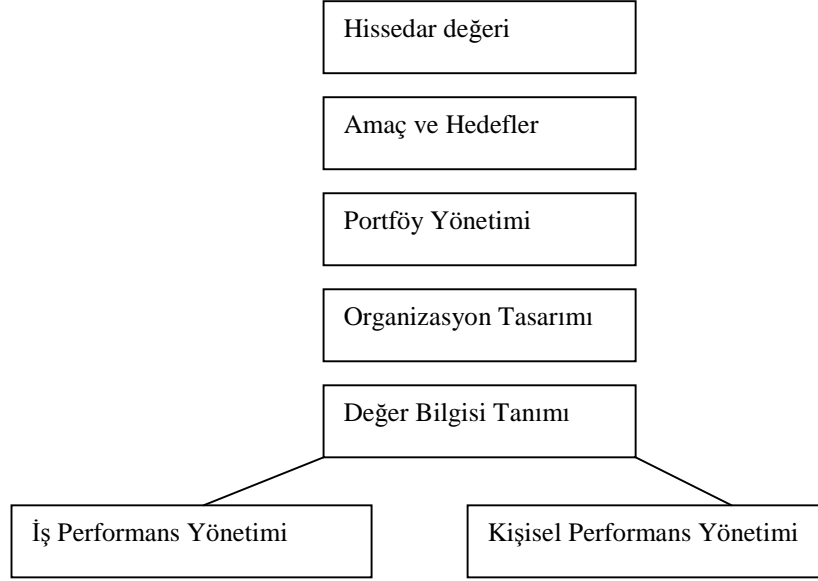 Hissedar değeri
Amaç ve Hedefler
Portföy Yönetimi
Organizasyon Tasarımı
Değer Bilgisi Tanımı
İş Performans Yönetimi
Kişisel Performans Yönetimi